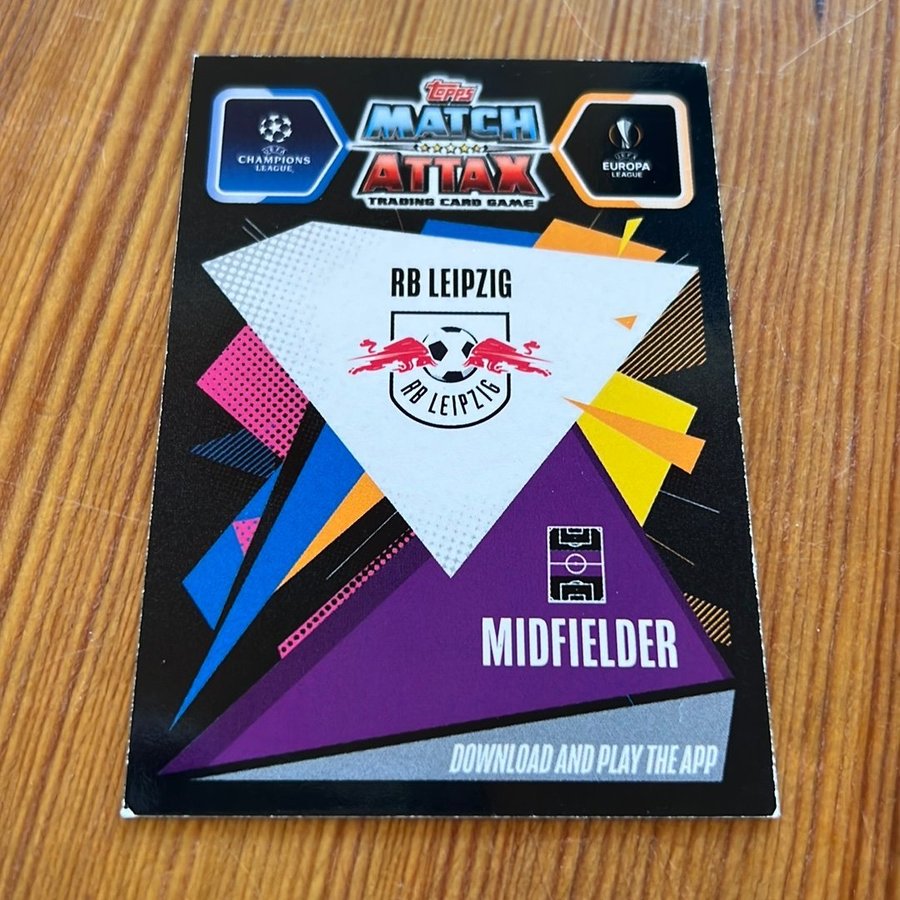 topps
MATCH
ATTAX
TRADING CARD GAME
UEFA
CHAMPIONS
LEAGUE
UEFA
EUROPA
LEAGUE
RB LEIPZIG
RB LEIPZIG
MIDFIELDER
DOWNLOAD AND PLAY THE APP